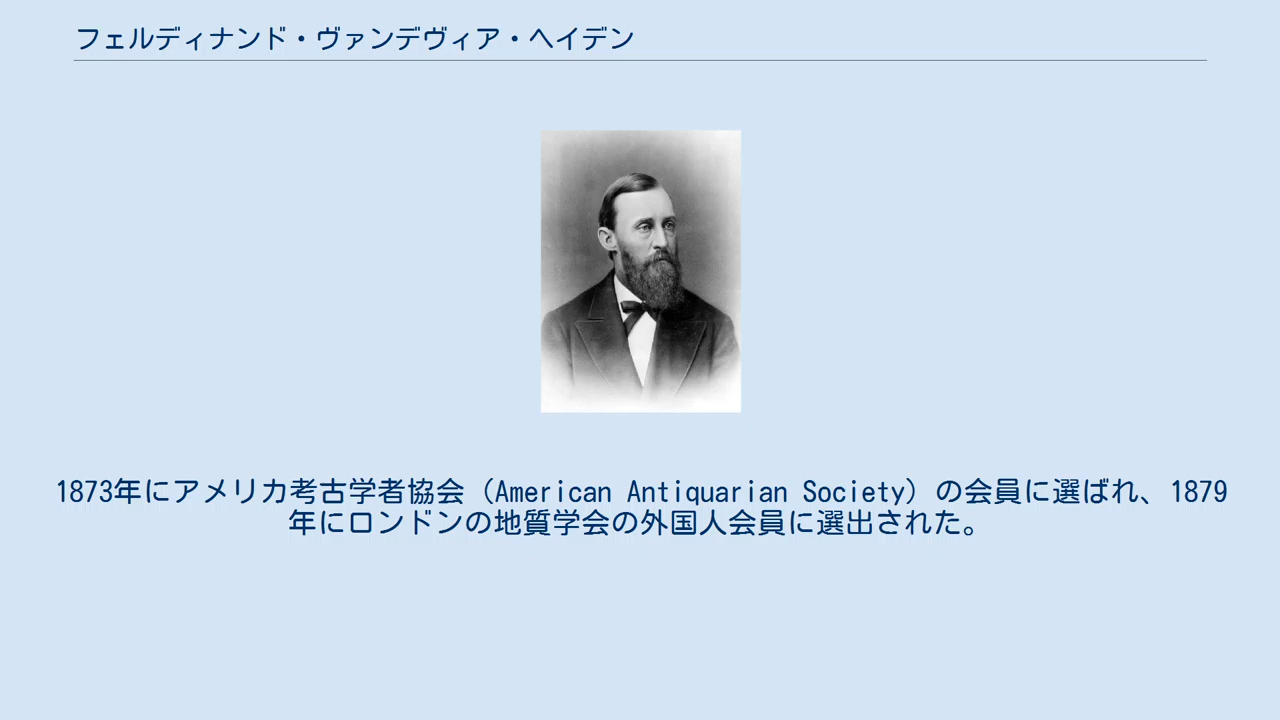 フェルディナンド・ヴァンデヴィア・ヘイデン
1873年にアメリカ考古学者協会（American Antiquarian Society）の会員に選ばれ、1879
年にロンドンの地質学会の外国人会員に選出された。